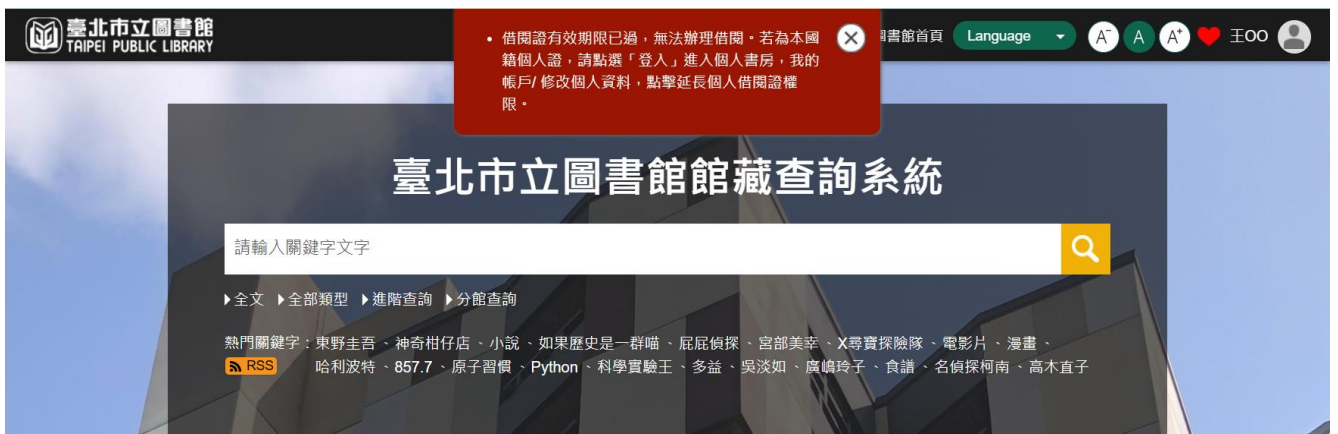 臺北市立圖書館
TAIPEI PUBLIC LIBRARY
• 借閱證有效期限已過，無法辦理借閱。若為本國
籍個人證，請點選「登入」進入個人書房，我的
帳戶/ 修改個人資料，點擊延長個人借閱證權
限。
書館首頁 Language A- A A+ 王OO
臺北市立圖書館館藏查詢系統
請輸入關鍵字文字
全文 全部類型 進階查詢 分館查詢
熱門關鍵字：東野圭吾、神奇柑仔店、小說、如果歷史是一群喵、屁屁偵探、宮部美幸、X尋寶探險隊、電影片、漫畫、
RSS 哈利波特、857.7、原子習慣、Python、科學實驗王、多益、吳淡如、廣嶋玲子、食譜、名偵探柯南、高木直子